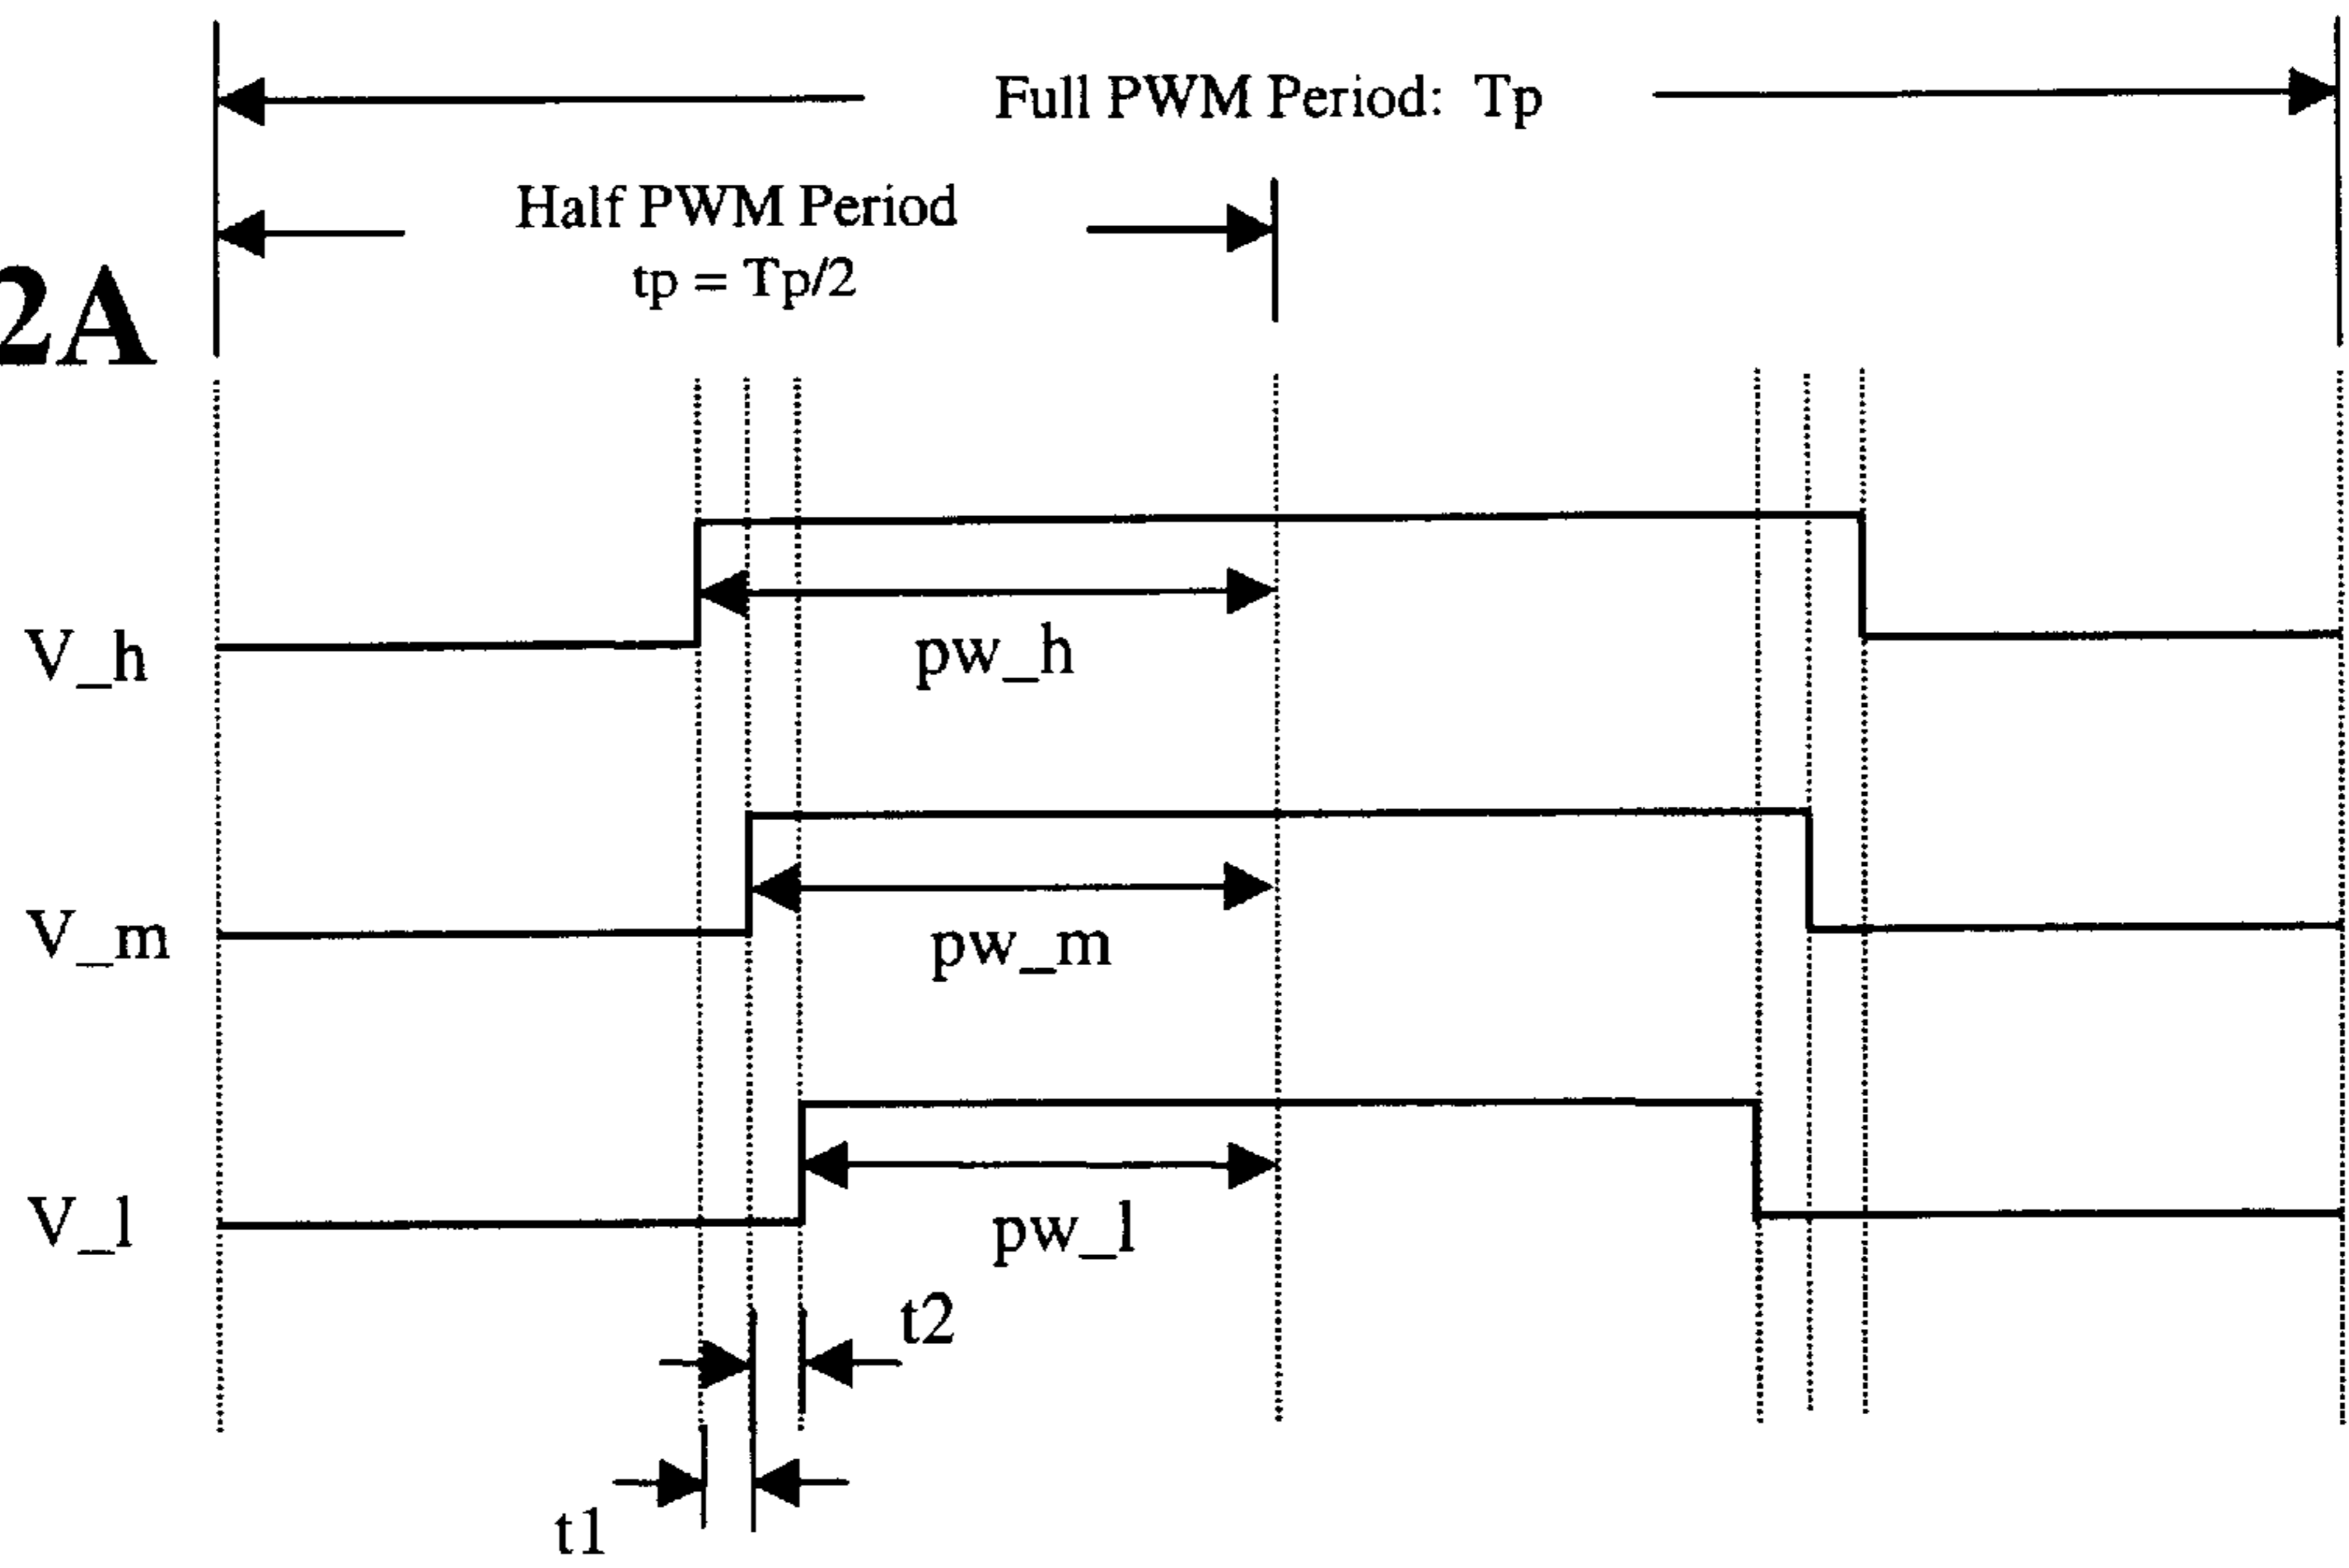 Full PWM Period: Tp
Half PWM Period
tp = Tp/2
2A
V_h
pw_h
V_m
pw_m
V_l
pw_l
t2
t1